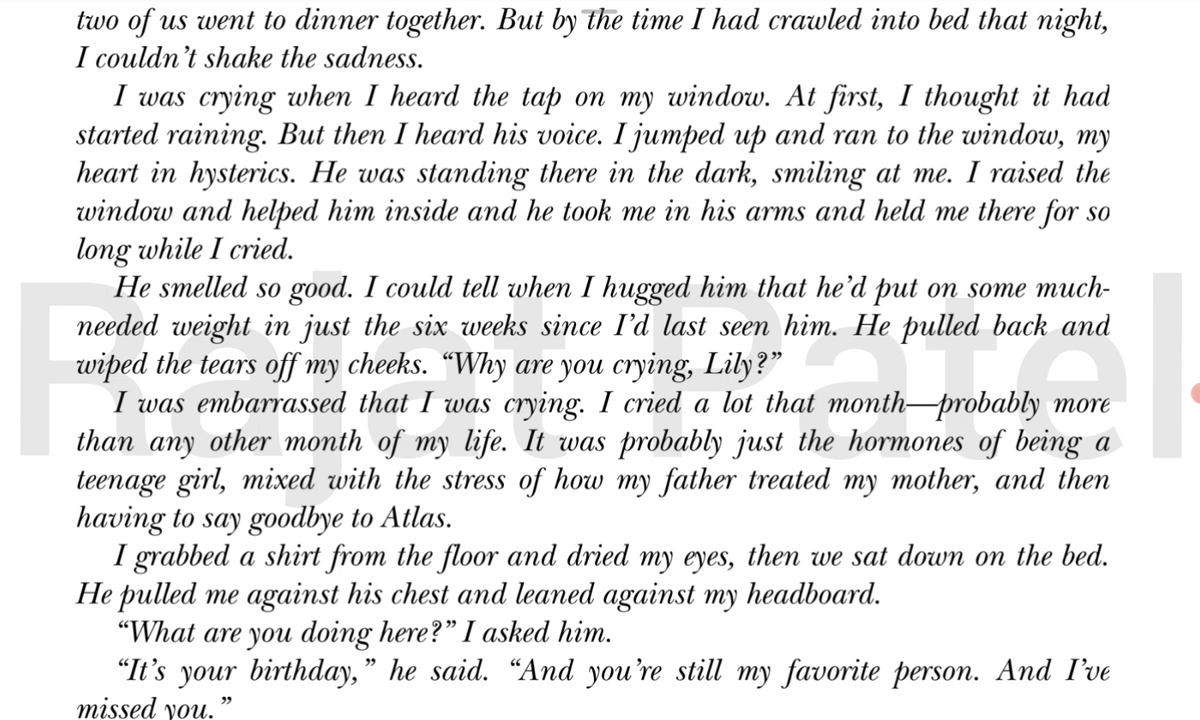 two of us went to dinner together. But by the time I had crawled into bed that night,
I couldn’t shake the sadness.
I was crying when I heard the tap on my window. At first, I thought it had
started raining. But then I heard his voice. I jumped up and ran to the window, my
heart in hysterics. He was standing there in the dark, smiling at me. I raised the
window and helped him inside and he took me in his arms and held me there for so
long while I cried.
He smelled so good. I could tell when I hugged him that he’d put on some much-
needed weight in just the six weeks since I’d last seen him. He pulled back and
wiped the tears off my cheeks. “Why are you crying, Lily?”
I was embarrassed that I was crying. I cried a lot that month—probably more
than any other month of my life. It was probably just the hormones of being a
teenage girl, mixed with the stress of how my father treated my mother, and then
having to say goodbye to Atlas.
I grabbed a shirt from the floor and dried my eyes, then we sat down on the bed.
He pulled me against his chest and leaned against my headboard.
“What are you doing here?” I asked him.
“It’s your birthday,” he said. “And you’re still my favorite person. And I’ve
missed you.”
Rajat Patel